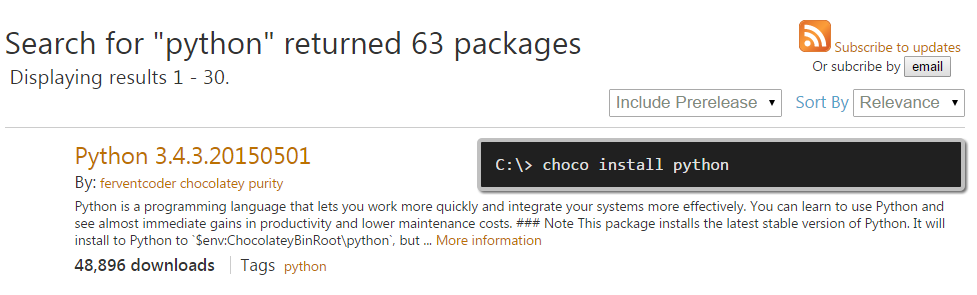 Search for "python" returned 63 packages
Displaying results 1 - 30.
Subscribe to updates
Or subcribe by email
Include Prerelease Sort By Relevance
Python 3.4.3.20150501
C:\> choco install python
By: ferventcoder chocolatey purity
Python is a programming language that lets you work more quickly and integrate your systems more effectively. You can learn to use Python and
see almost immediate gains in productivity and lower maintenance costs. ### Note This package installs the latest stable version of Python. It will
install to Python to `$env:ChocolateyBinRoot\python`, but ... More information
48,896 downloads Tags python